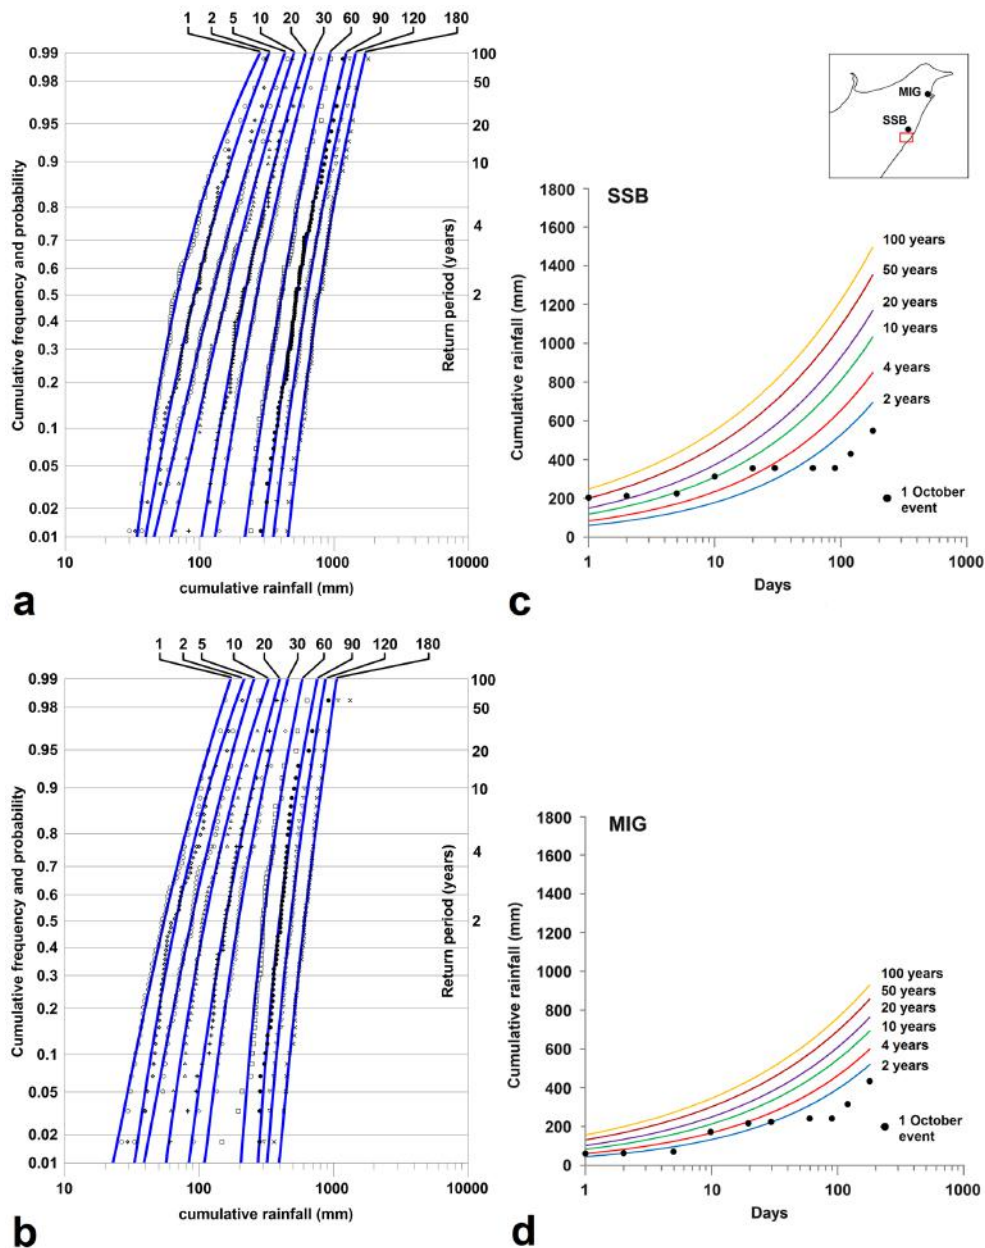 1 2 5 10 20 30 60 90 120 180
0.99
0.98
0.95
0.9
0.8
0.7
0.6
0.5
0.4
0.3
0.2
0.1
0.05
0.02
0.01
Cumulative frequency and probability
100
50
20
10
4
2
Return period (years)
10 100 1000 10000
cumulative rainfall (mm)
a
MIG
SSB
SSB
1800
1600
1400
1200
1000
800
600
400
200
0
Cumulative rainfall (mm)
100 years
50 years
20 years
10 years
4 years
2 years
1 October
event
1 10 100 1000
Days
c
1 2 5 10 20 30 60 90 120 180
0.99
0.98
0.95
0.9
0.8
0.7
0.6
0.5
0.4
0.3
0.2
0.1
0.05
0.02
0.01
Cumulative frequency and probability
100
50
20
10
4
2
Return period (years)
10 100 1000 10000
cumulative rainfall (mm)
b
MIG
1800
1600
1400
1200
1000
800
600
400
200
0
Cumulative rainfall (mm)
100 years
50 years
20 years
10 years
4 years
2 years
1 October
event
1 10 100 1000
Days
d